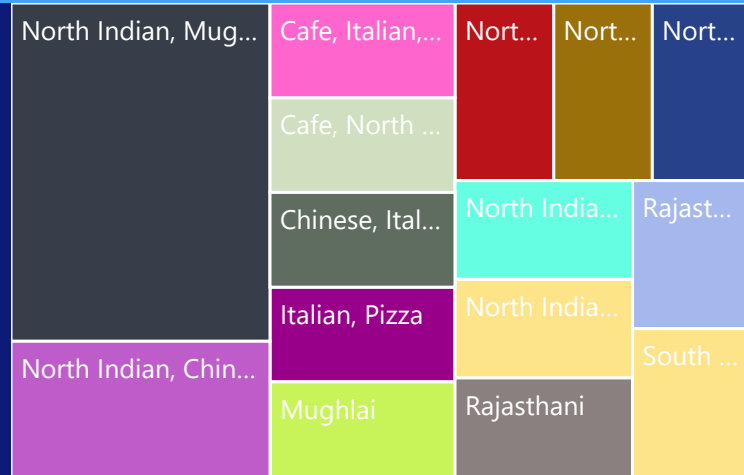 North Indian, Mug...
North Indian, Chin...
Cafe, Italian,...
Cafe, North ...
Chinese, Ital...
Italian, Pizza
Mughlai
Nort...
Nort...
Nort...
North India...
Rajast...
North India...
South ...
Rajasthani